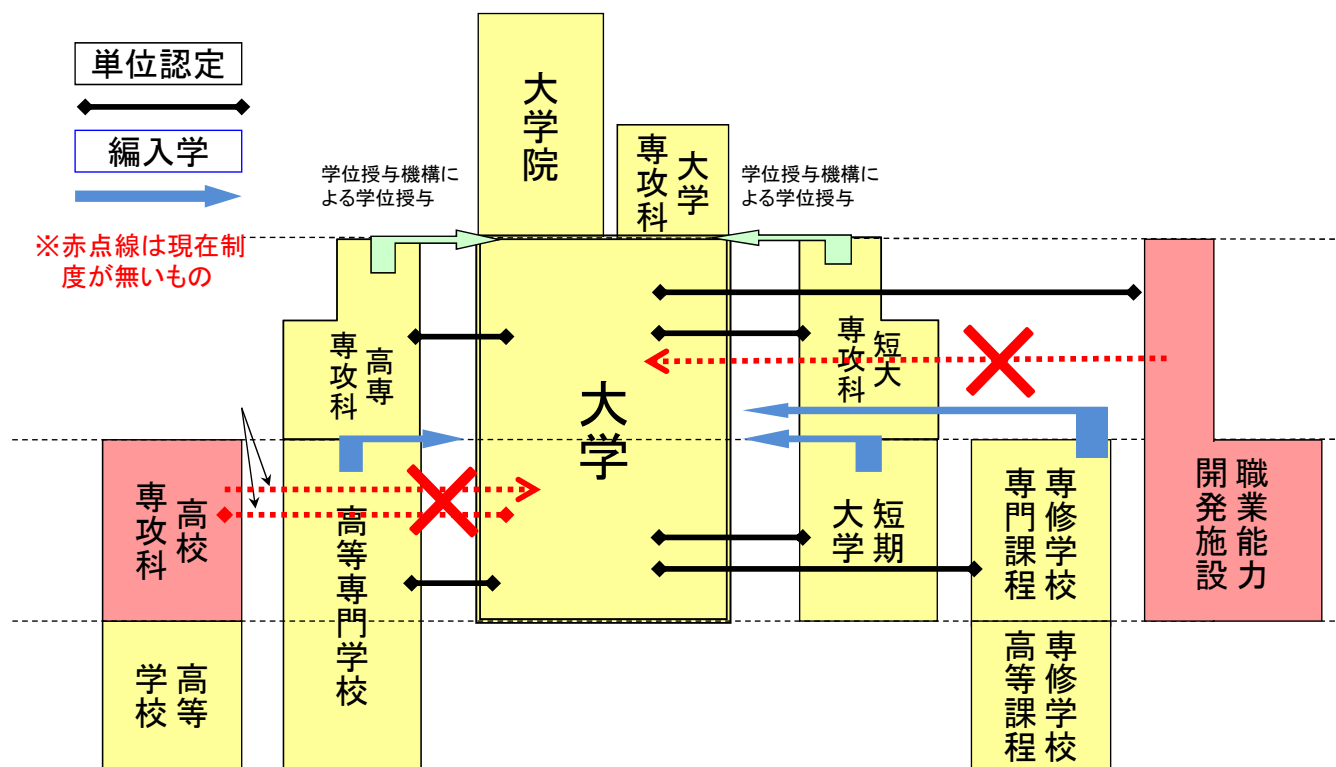 単位認定
編入学
※赤点線は現在制
度が無いもの
大学院
大学
専攻科
学位授与機構に
よる学位授与
学位授与機構に
よる学位授与
高専
専攻科
大学
短大
専攻科
高校
専攻科
高等専門学校
短期
大学
専修学校
専門課程
職業能力
開発施設
高等
学校
専修学校
高等課程